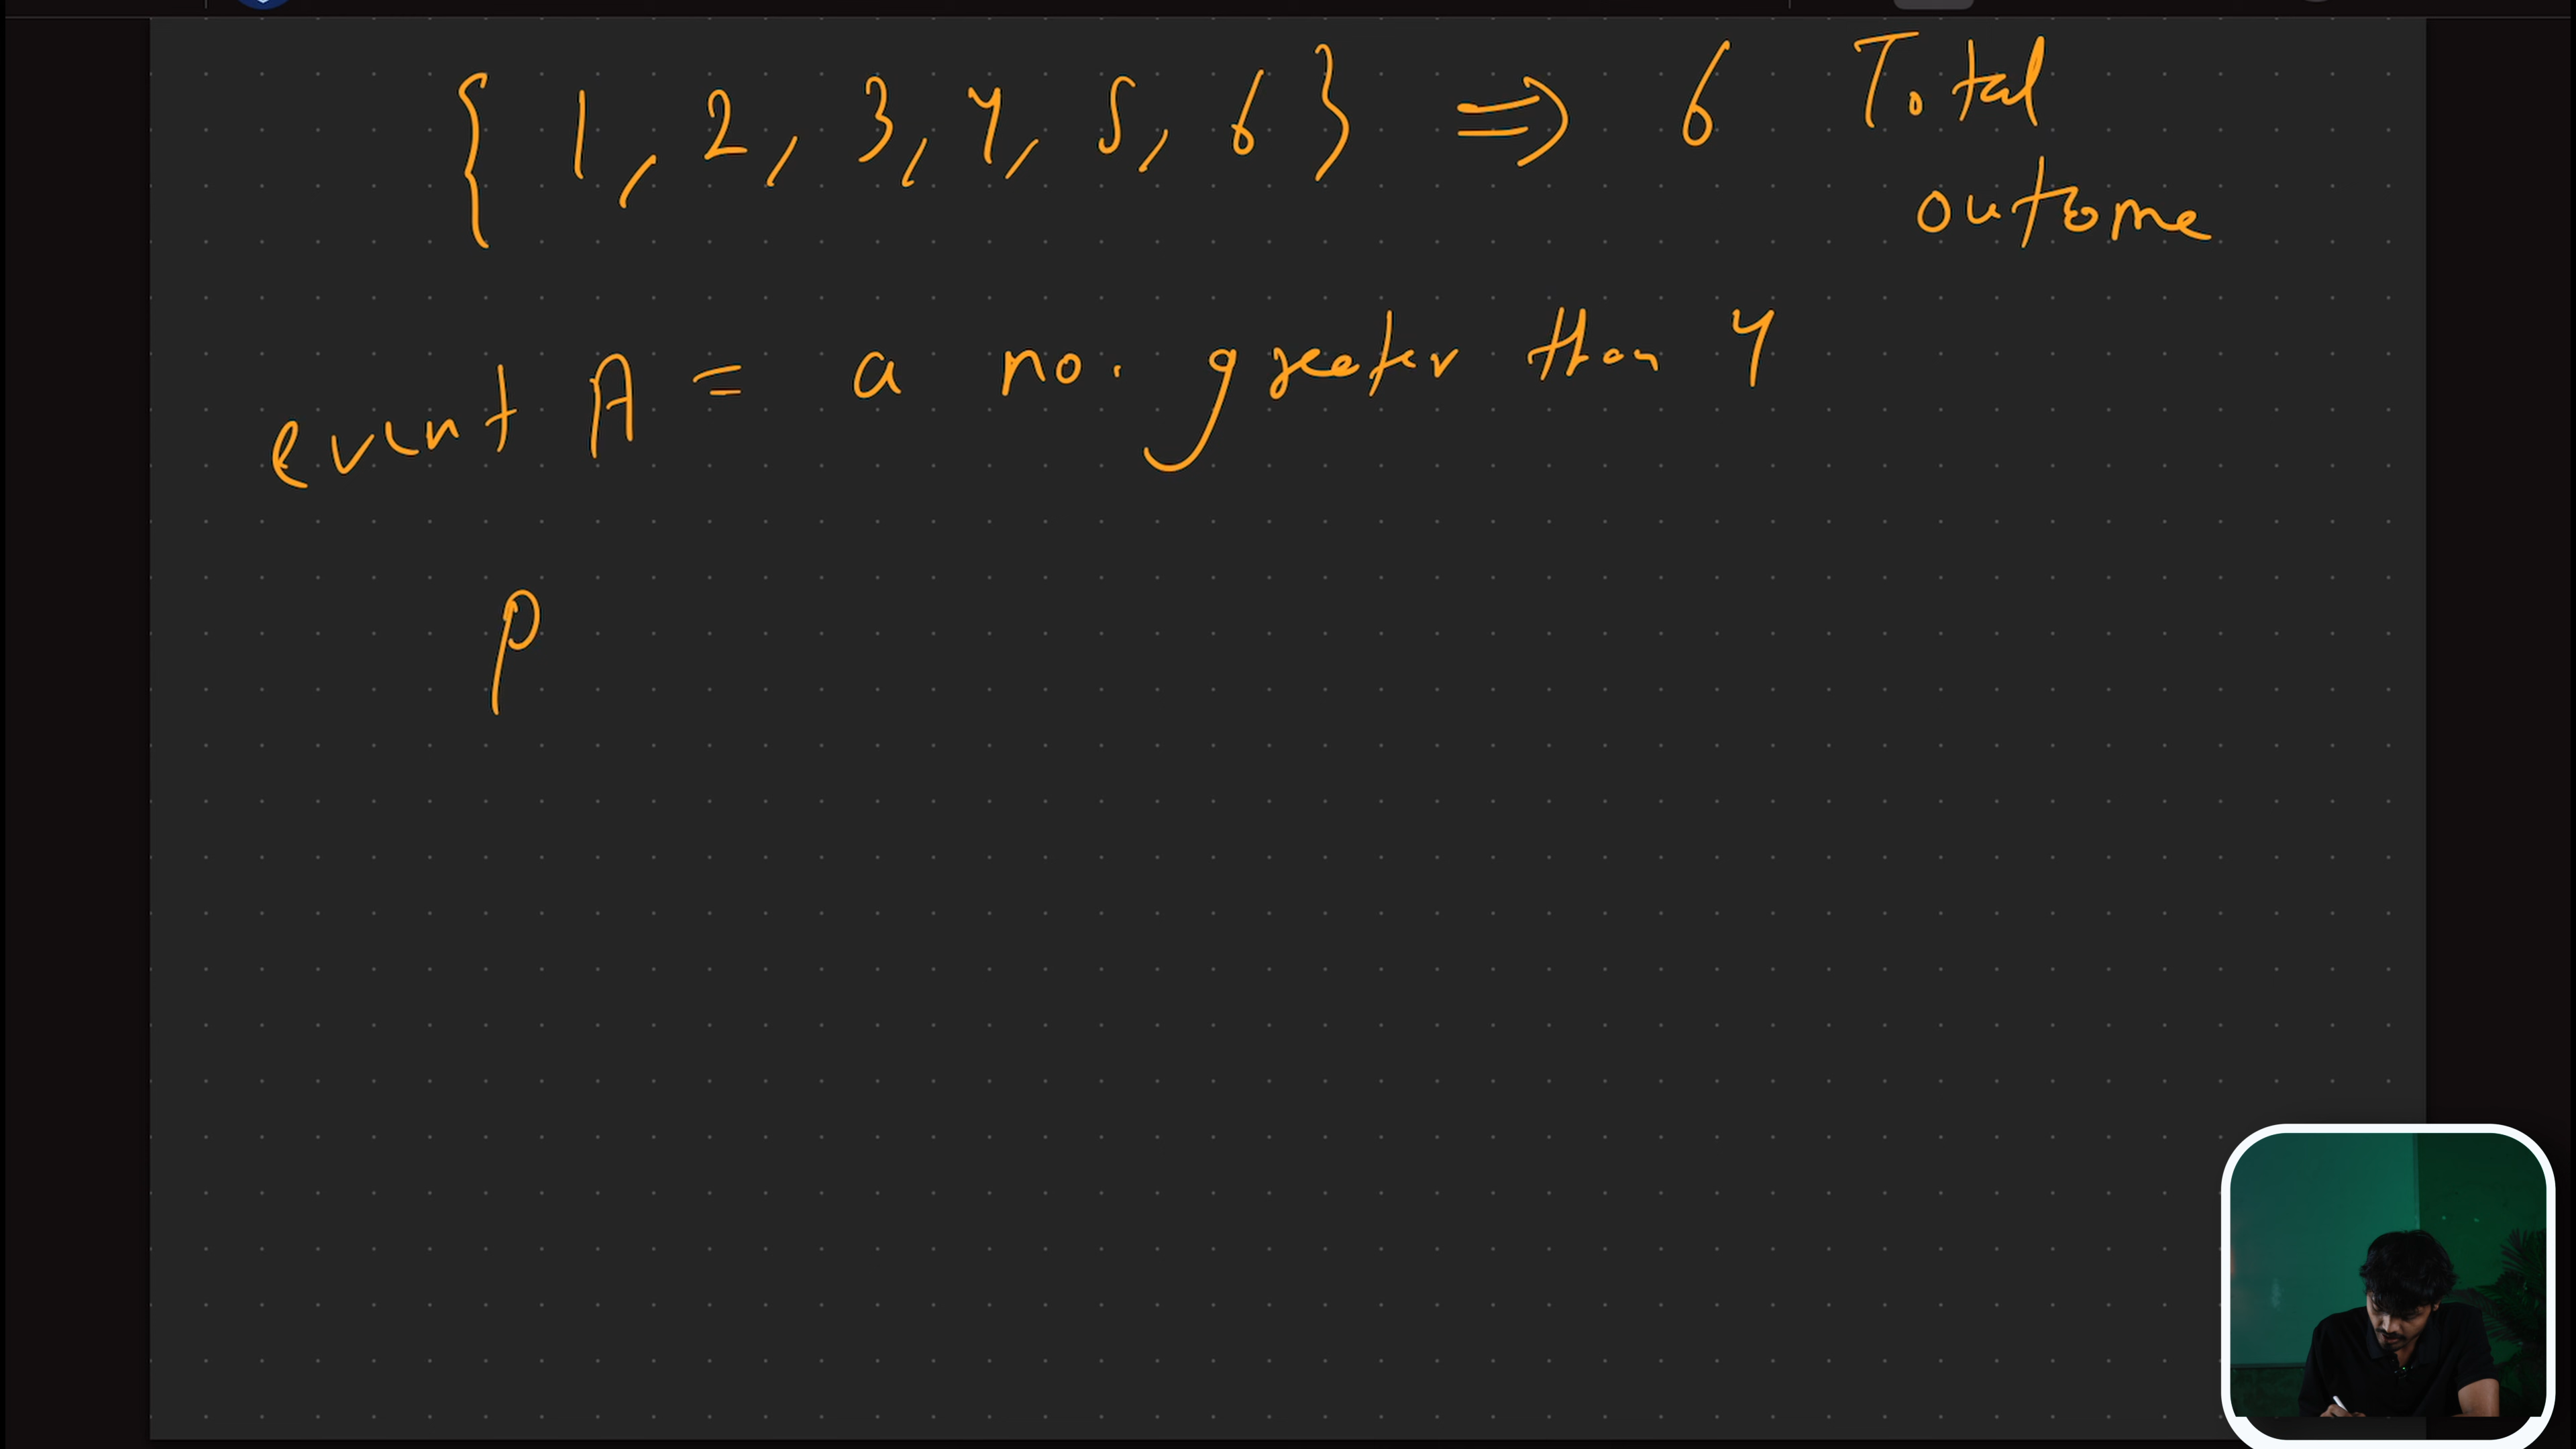 { 1, 2, 3, 4, 5, 6 } ⇒ 6 Total
outcome
event A = a no. greater than 4
P